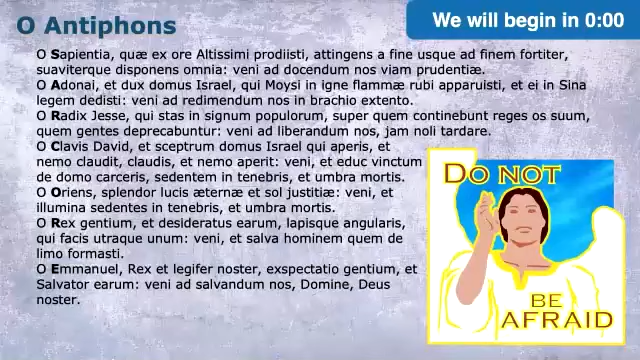 O Antiphons
We will begin in 0:00
O Sapientia, quæ ex ore Altissimi prodiisti, attingens a fine usque ad finem fortiter,
suaviterque disponens omnia: veni ad docendum nos viam prudentiæ.
O Adonai, et dux domus Israel, qui Moysi in igne flammæ rubi apparuisti, et ei in Sina
legem dedisti: veni ad redimendum nos in brachio extento.
O Radix Jesse, qui stas in signum populorum, super quem continebunt reges os suum,
quem gentes deprecabuntur: veni ad liberandum nos, jam noli tardare.
O Clavis David, et sceptrum domus Israel qui aperis, et
nemo claudit, claudis, et nemo aperit: veni, et educ vinctum
de domo carceris, sedentem in tenebris, et umbra mortis.
O Oriens, splendor lucis æternæ et sol justitiæ: veni, et
illumina sedentes in tenebris, et umbra mortis.
O Rex gentium, et desideratus earum, lapisque angularis,
qui facis utraque unum: veni, et salva hominem quem de
limo formasti.
O Emmanuel, Rex et legifer noster, exspectatio gentium, et
Salvator earum: veni ad salvandum nos, Domine, Deus
noster.
DO NOT
BE
AFRAID